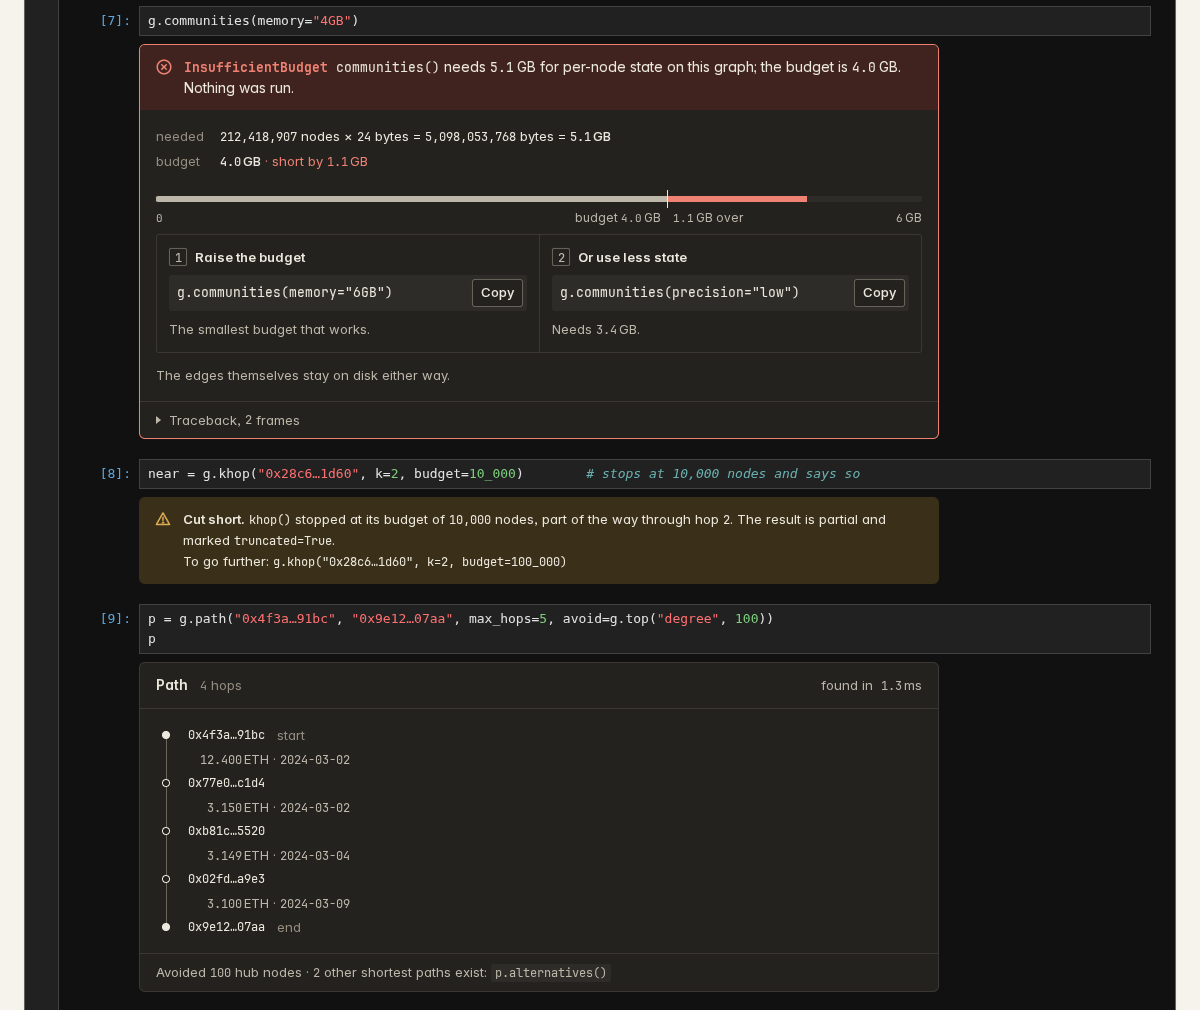 [7]: g.communities(memory="4GB")
InsufficientBudget communities() needs 5.1 GB for per-node state on this graph; the budget is 4.0 GB.
Nothing was run.
needed 212,418,907 nodes × 24 bytes = 5,098,053,768 bytes = 5.1 GB
budget 4.0 GB · short by 1.1 GB
0 budget 4.0 GB 1.1 GB over 6 GB
1 Raise the budget
g.communities(memory="6GB") Copy
The smallest budget that works.
2 Or use less state
g.communities(precision="low") Copy
Needs 3.4 GB.
The edges themselves stay on disk either way.
Traceback, 2 frames
[8]: near = g.khop("0x28c6…1d60", k=2, budget=10_000) # stops at 10,000 nodes and says so
Cut short. khop() stopped at its budget of 10,000 nodes, part of the way through hop 2. The result is partial and
marked truncated=True.
To go further: g.khop("0x28c6…1d60", k=2, budget=100_000)
[9]: p = g.path("0x4f3a…91bc", "0x9e12…07aa", max_hops=5, avoid=g.top("degree", 100))
p
Path 4 hops found in 1.3 ms
0x4f3a…91bc start
12.400 ETH · 2024-03-02
0x77e0…c1d4
3.150 ETH · 2024-03-02
0xb81c…5520
3.149 ETH · 2024-03-04
0x02fd…a9e3
3.100 ETH · 2024-03-09
0x9e12…07aa end
Avoided 100 hub nodes · 2 other shortest paths exist: p.alternatives()